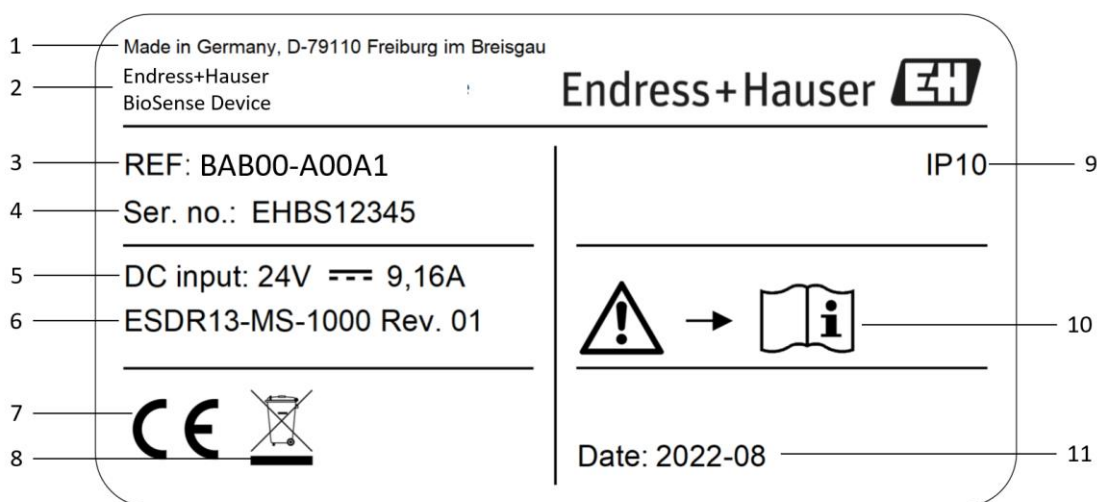 1
Made in Germany, D-79110 Freiburg im Breisgau
2
Endress+Hauser
BioSense Device
Endress+Hauser EH
3
REF: BAB00-A00A1
IP10
9
4
Ser. no.: EHBS12345
5
DC input: 24V 9,16A
6
ESDR13-MS-1000 Rev. 01
10
7
CE
8
Date: 2022-08
11